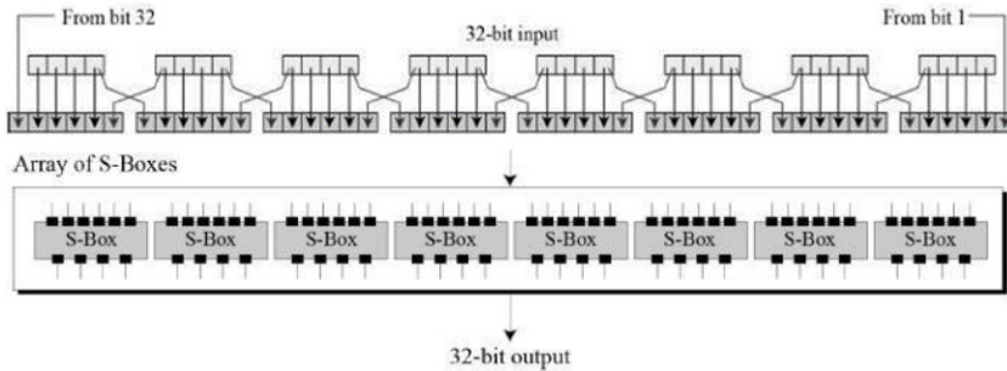 From bit 32
From bit 1
32-bit input
Array of S-Boxes
S-Box S-Box S-Box S-Box S-Box S-Box S-Box S-Box
32-bit output